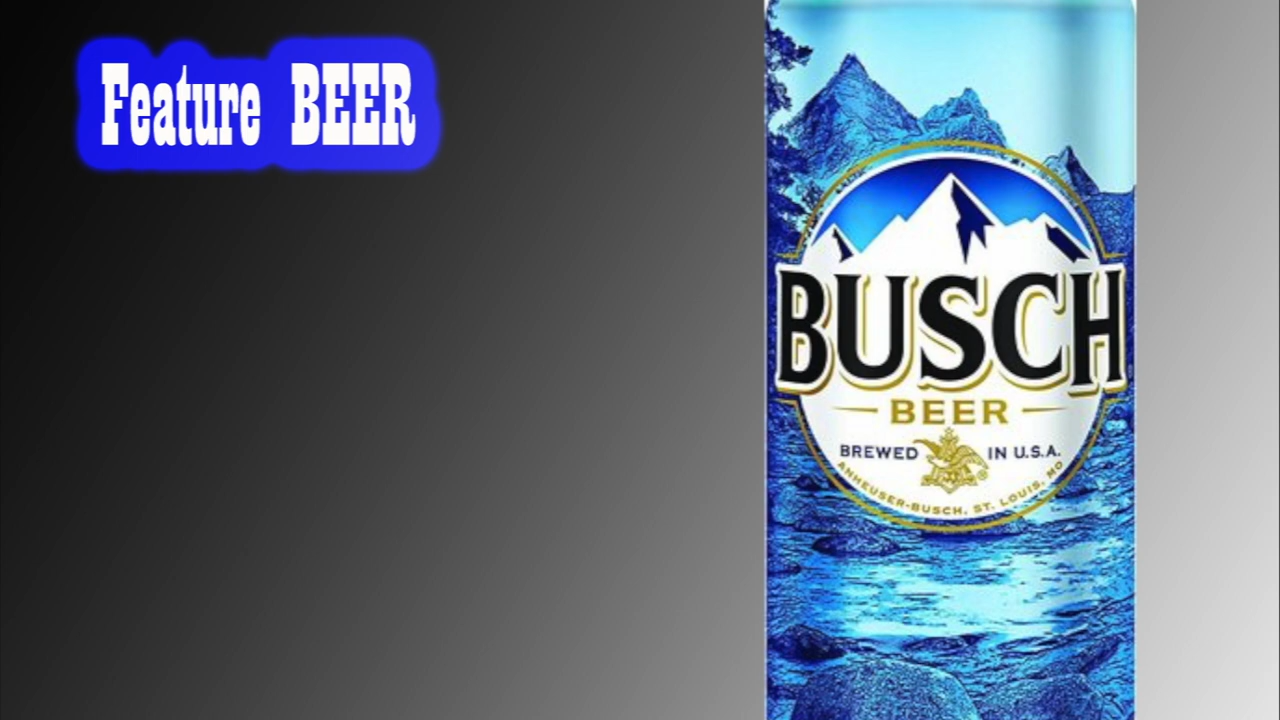 Feature BEER
BUSCH
BEER
BREWED IN U.S.A.
ANHEUSER-BUSCH, ST. LOUIS, MO